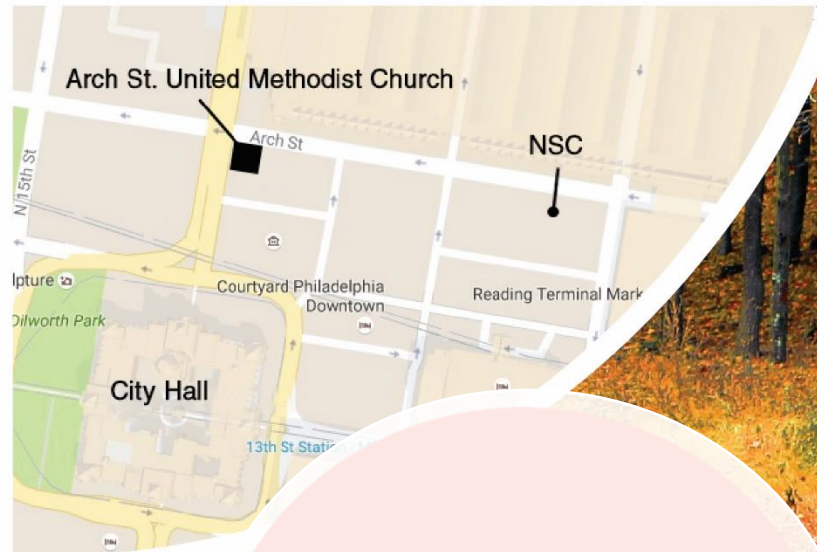 Arch St. United Methodist Church
Arch St
NSC
N 15th St
Courtyard Philadelphia
Downtown
Reading Terminal Mark
lpture
Dilworth Park
City Hall
13th St Station